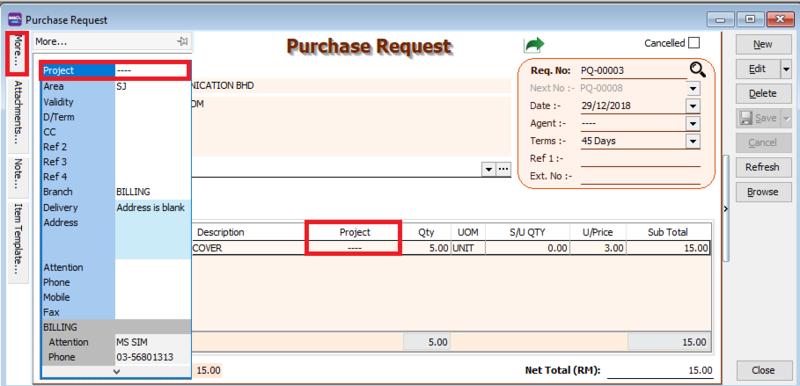 Purchase Request
More...
Attachments...
Note...
Item Template...
More...
Project ----
Area SJ
Validity
D/Term
CC
Ref 2
Ref 3
Ref 4
Branch BILLING
Delivery Address is blank
Address
Attention
Phone
Mobile
Fax
BILLING
Attention MS SIM
Phone 03-56801313
Purchase Request
Cancelled
NICATION BHD
OM
Req. No: PQ-00003
Next No :- PQ-00008
Date :- 29/12/2018
Agent :- ----
Terms :- 45 Days
Ref 1 :-
Ext. No :-
Description Project Qty UOM S/U QTY U/Price Sub Total
COVER ---- 5.00 UNIT 0.00 3.00 15.00
5.00 15.00
15.00 Net Total (RM): 15.00
New
Edit
Delete
Save
Cancel
Refresh
Browse
Close